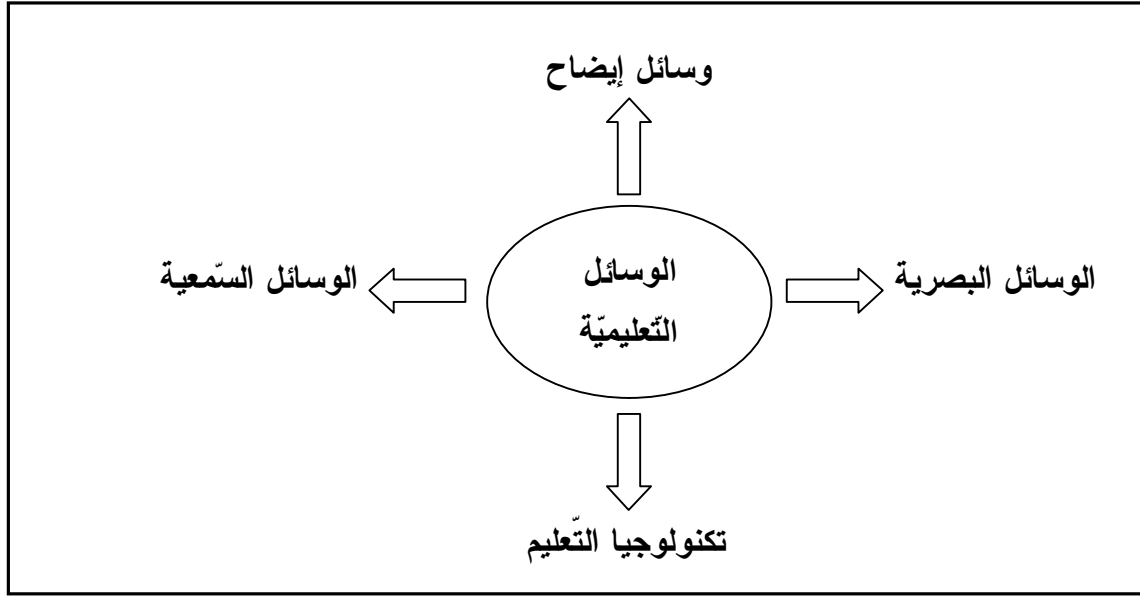 وسائل إيضاح
الوسائل البصرية
الوسائل
التّعليميّة
الوسائل السّمعية
تكنولوجيا التّعليم